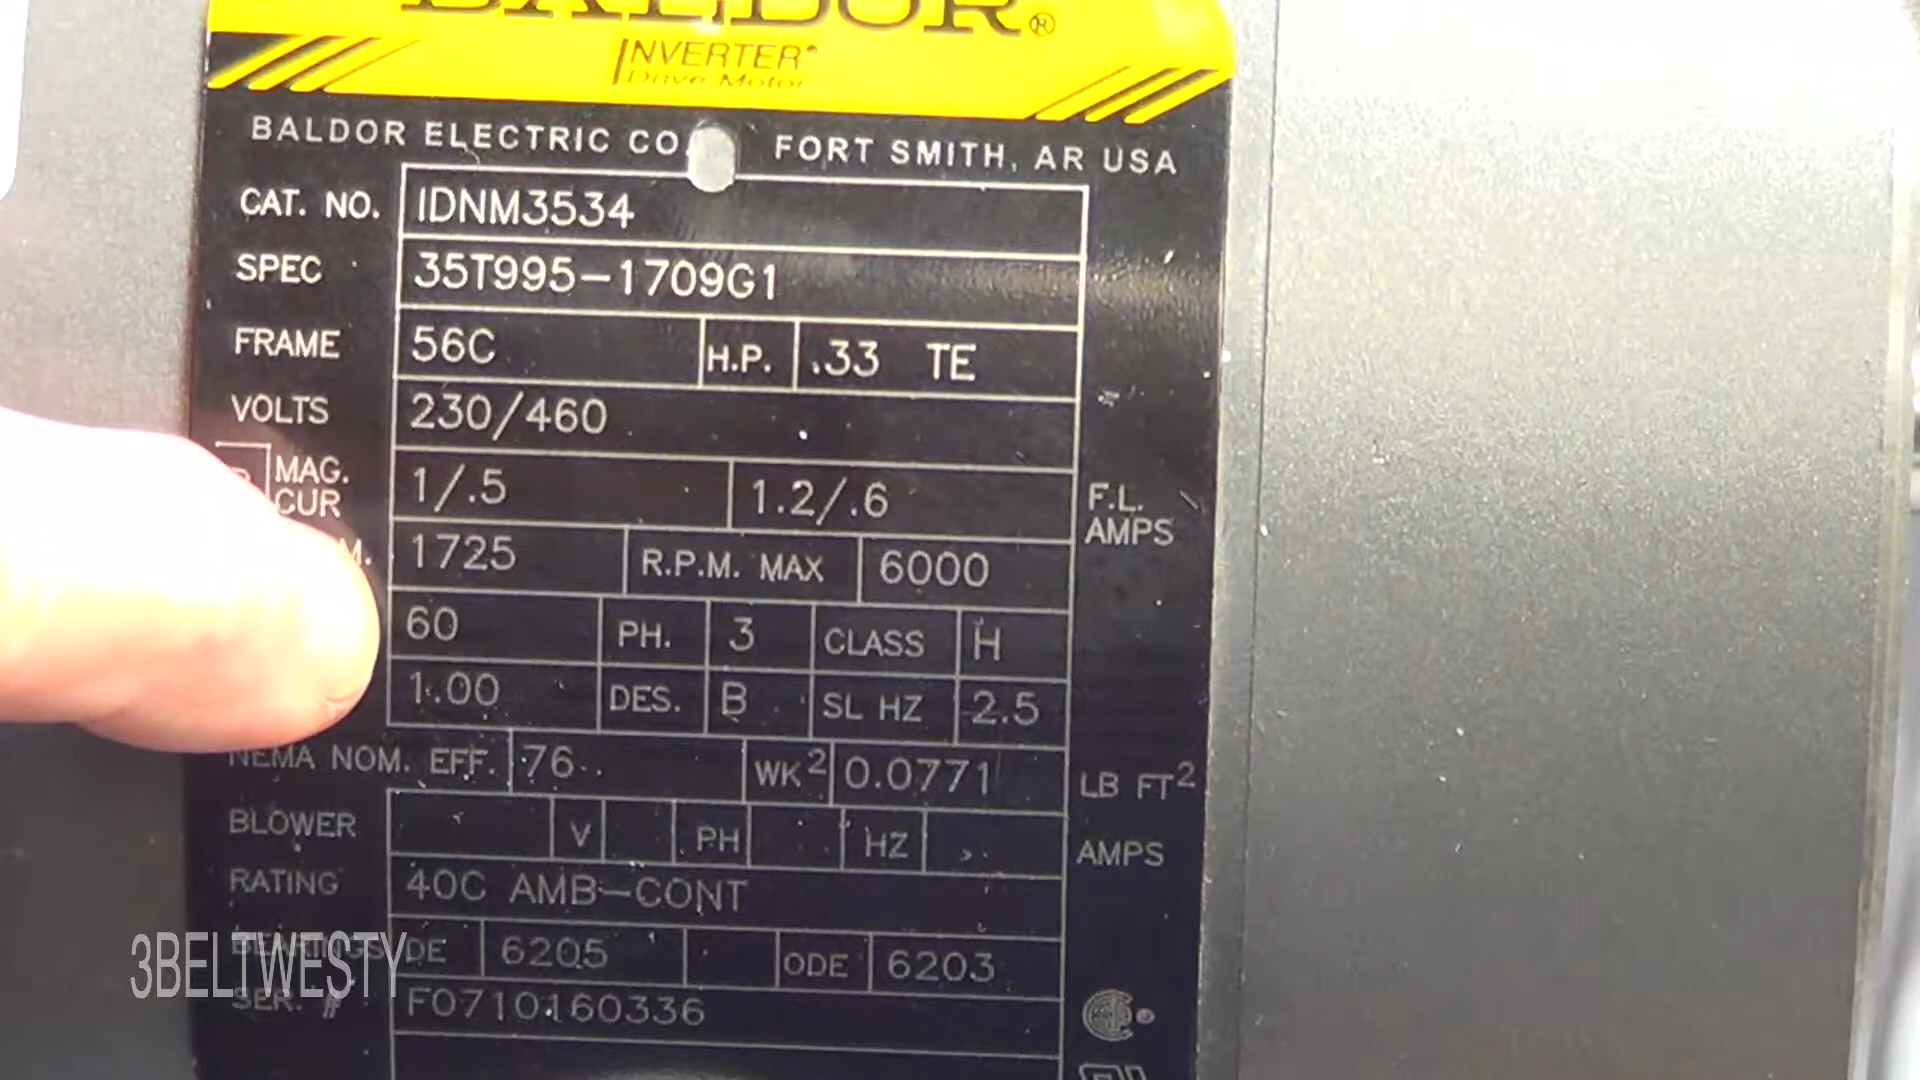 BALDOR®
INVERTER®
Drive Motor
BALDOR ELECTRIC CO. FORT SMITH, AR USA
CAT. NO. IDNM3534
SPEC 35T995-1709G1
FRAME 56C H.P. .33 TE
VOLTS 230/460
MAG. CUR 1/.5 1.2/.6 F.L. AMPS
M. 1725 R.P.M. MAX 6000
60 PH. 3 CLASS H
1.00 DES. B SL HZ 2.5
NEMA NOM. EFF. 76 WK² 0.0771 LB FT²
BLOWER V PH HZ AMPS
RATING 40C AMB-CONT
BEARINGS DE 6205 ODE 6203
3BELTWESTY
SER. # F0710160336